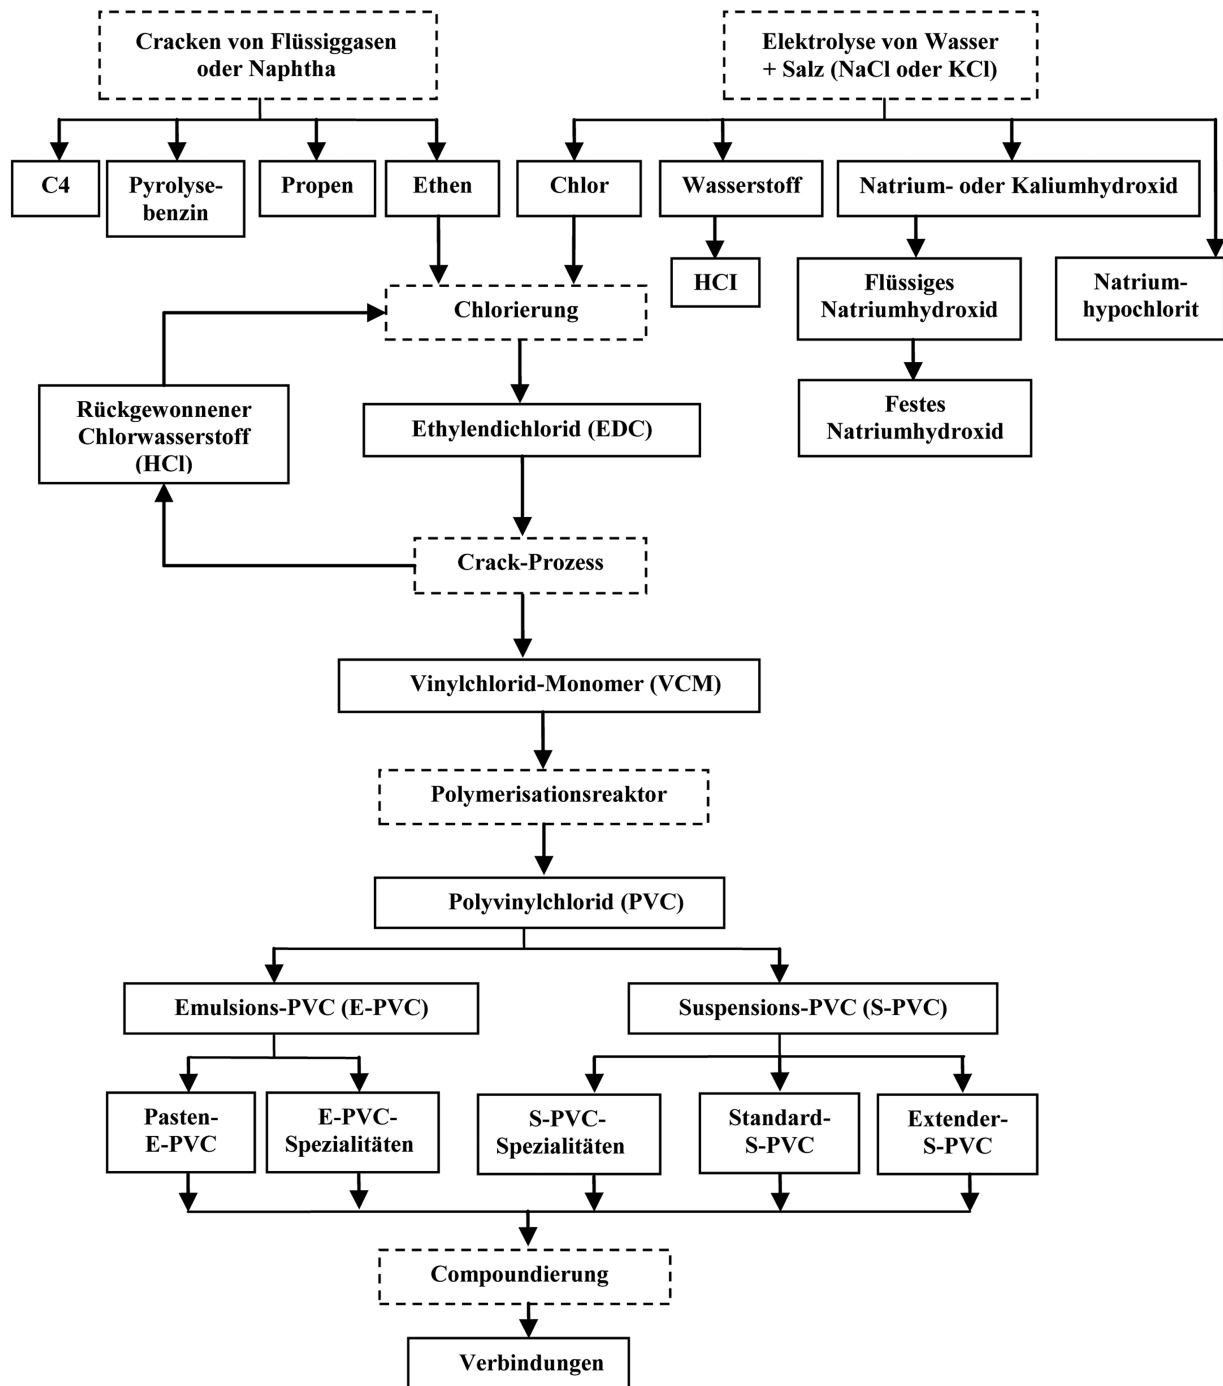 Cracken von Flüssiggasen
oder Naphtha
Elektrolyse von Wasser
+ Salz (NaCl oder KCl)
C4
Pyrolyse-
benzin
Propen
Ethen
Chlor
Wasserstoff
Natrium- oder Kaliumhydroxid
HCI
Flüssiges
Natriumhydroxid
Natrium-
hypochlorit
Chlorierung
Festes
Natriumhydroxid
Rückgewonnener
Chlorwasserstoff
(HCl)
Ethylendichlorid (EDC)
Crack-Prozess
Vinylchlorid-Monomer (VCM)
Polymerisationsreaktor
Polyvinylchlorid (PVC)
Emulsions-PVC (E-PVC)
Suspensions-PVC (S-PVC)
Pasten-
E-PVC
E-PVC-
Spezialitäten
S-PVC-
Spezialitäten
Standard-
S-PVC
Extender-
S-PVC
Compoundierung
Verbindungen